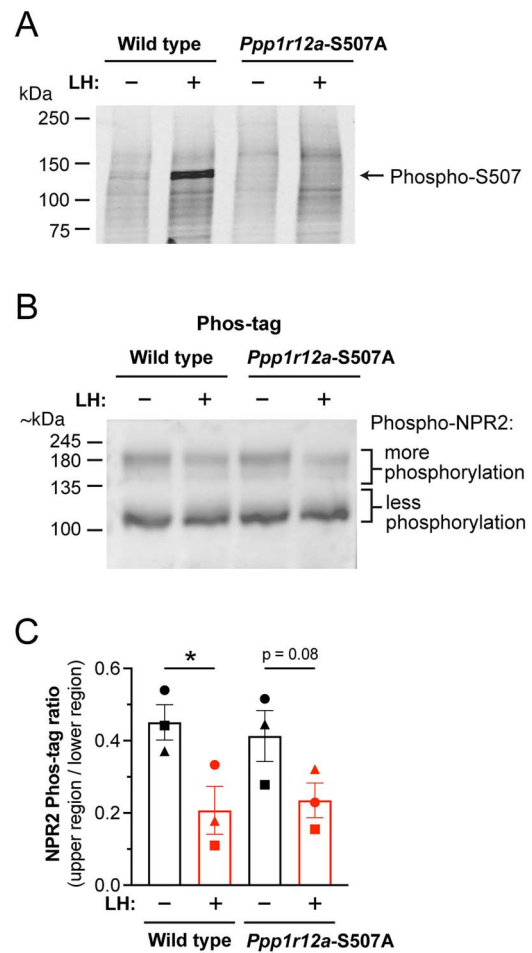 A
Wild type Ppp1r12a-S507A
LH: − + − +
kDa
250
150
100
75
← Phospho-S507
B
Phos-tag
Wild type Ppp1r12a-S507A
LH: − + − +
~kDa
Phospho-NPR2:
245
180
135
100
more
phosphorylation
less
phosphorylation
C
NPR2 Phos-tag ratio
(upper region / lower region)
0.6
0.4
0.2
0.0
*
p = 0.08
LH: − + − +
Wild type Ppp1r12a-S507A